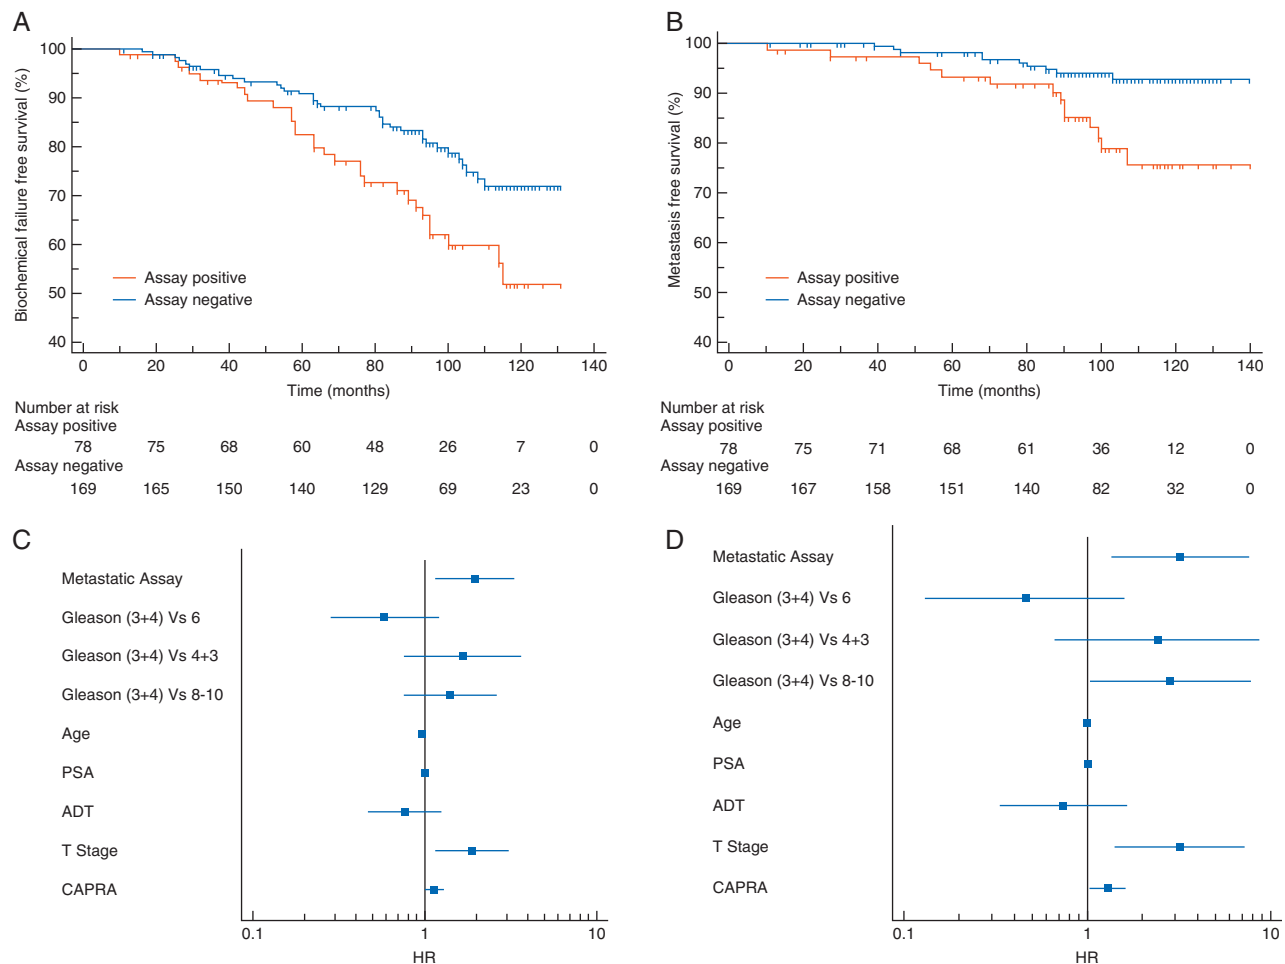 A
Biochemical failure free survival (%)
100
90
80
70
60
50
40
Assay positive
Assay negative
0 20 40 60 80 100 120 140
Time (months)
Number at risk
Assay positive
78 75 68 60 48 26 7 0
Assay negative
169 165 150 140 129 69 23 0
B
Metastasis free survival (%)
100
90
80
70
60
50
40
Assay positive
Assay negative
0 20 40 60 80 100 120 140
Time (months)
Number at risk
Assay positive
78 75 71 68 61 36 12 0
Assay negative
169 167 158 151 140 82 32 0
C
Metastatic Assay
Gleason (3+4) Vs 6
Gleason (3+4) Vs 4+3
Gleason (3+4) Vs 8-10
Age
PSA
ADT
T Stage
CAPRA
0.1 1 10
HR
D
Metastatic Assay
Gleason (3+4) Vs 6
Gleason (3+4) Vs 4+3
Gleason (3+4) Vs 8-10
Age
PSA
ADT
T Stage
CAPRA
0.1 1 10
HR